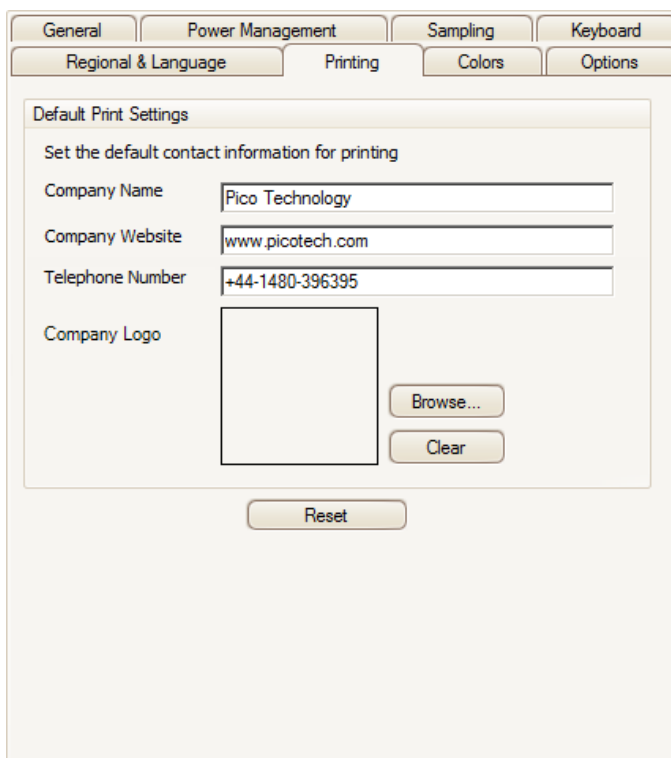 General Power Management Sampling Keyboard
Regional & Language Printing Colors Options
Default Print Settings
Set the default contact information for printing
Company Name Pico Technology
Company Website www.picotech.com
Telephone Number +44-1480-396395
Company Logo
Browse...
Clear
Reset